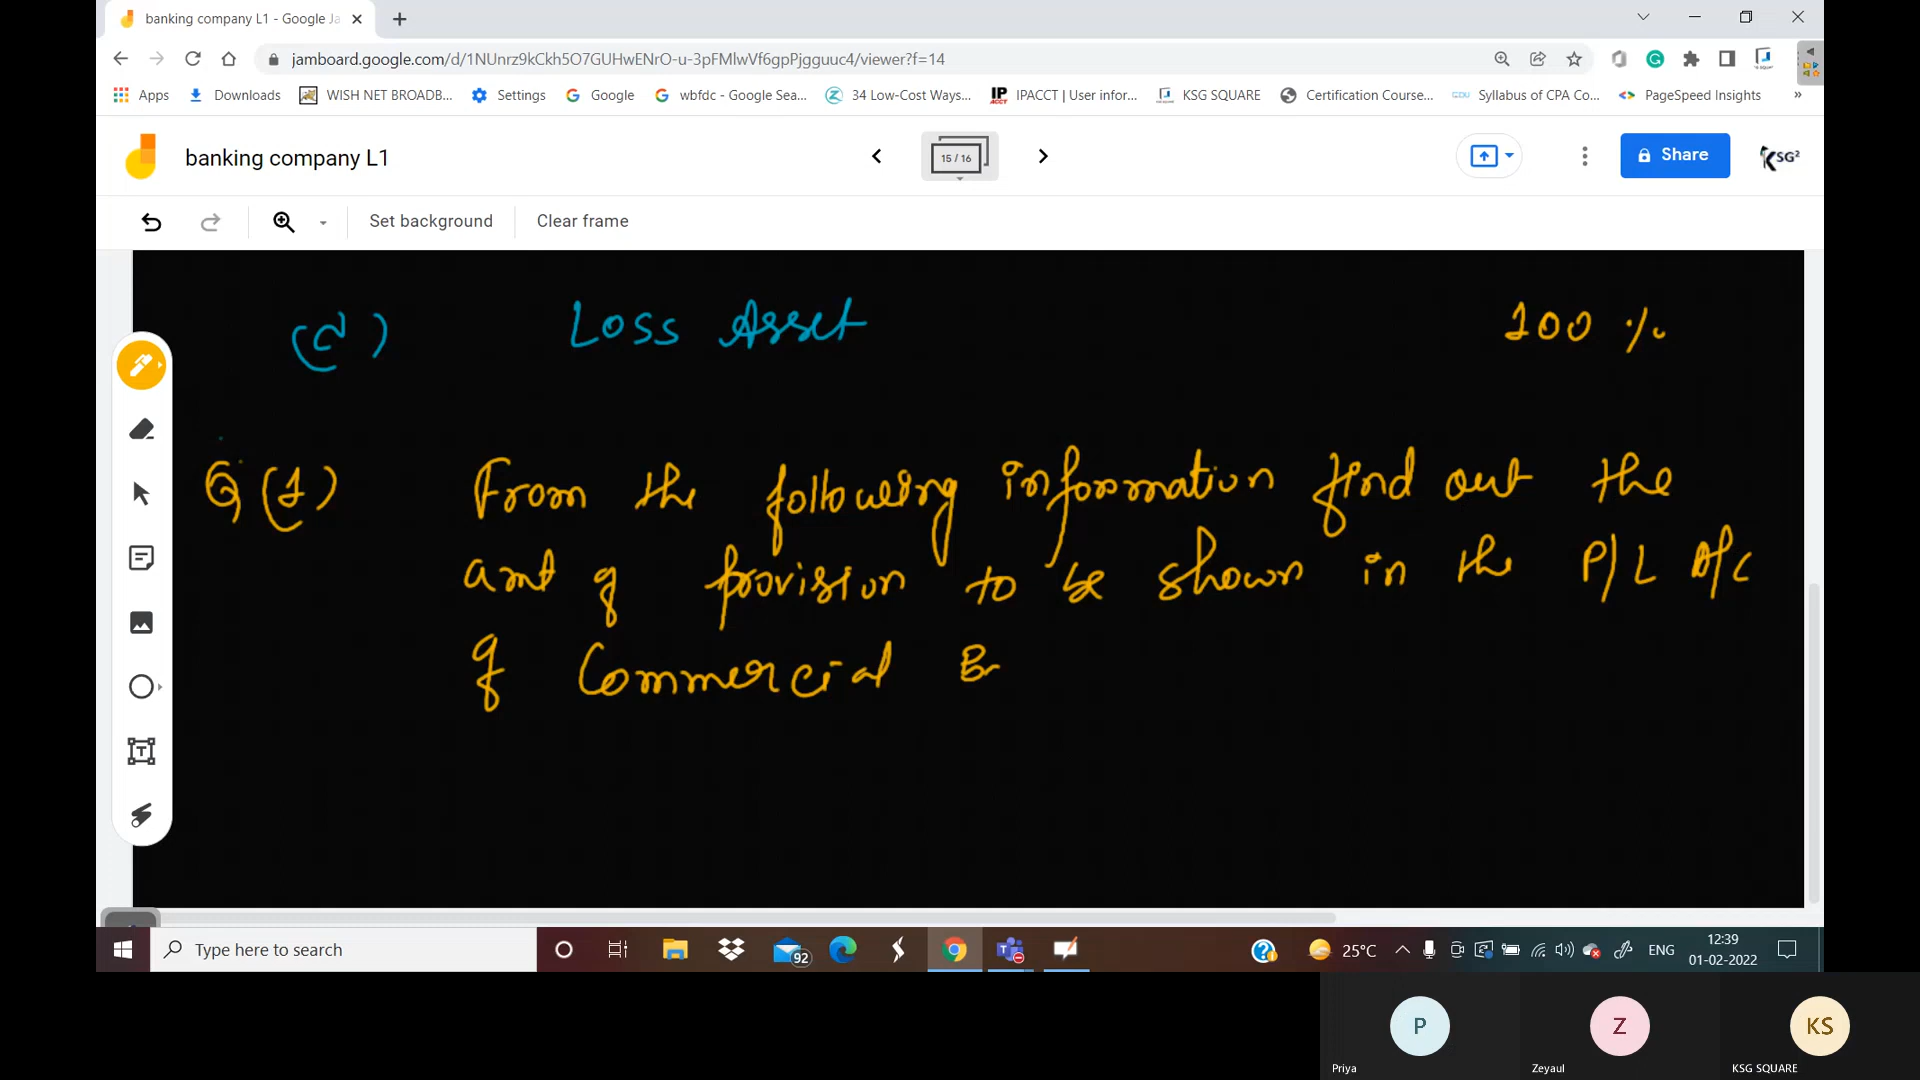 banking company L1 - Google Ja
jamboard.google.com/d/1NUnrz9kCkh5O7GUHwENrO-u-3pFMlwVf6gpPjgguuc4/viewer?f=14
Apps Downloads WISH NET BROADB... Settings Google wbfdc - Google Sea... 34 Low-Cost Ways... IPACCT | User infor... KSG SQUARE Certification Course... Syllabus of CPA Co... PageSpeed Insights »
banking company L1
15 / 16
Share
KSG²
Set background Clear frame
Loss Asset 100 %
Q (1) From the following information find out the
amt of provision to be shown in the P/L A/c
of Commercial B
Type here to search
92
25°C ENG 12:39
01-02-2022
P Z KS
Priya Zeyaul KSG SQUARE